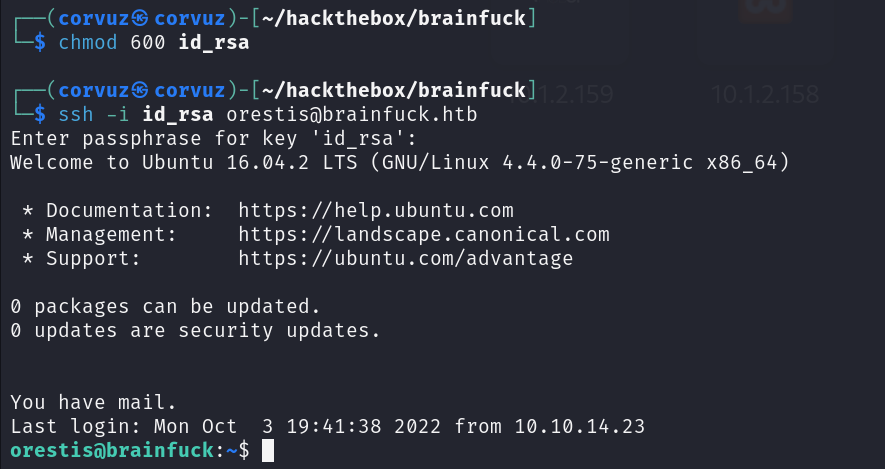 ┌──(corvuz㉿corvuz)-[~/hackthebox/brainfuck]
└─$ chmod 600 id_rsa
┌──(corvuz㉿corvuz)-[~/hackthebox/brainfuck]
└─$ ssh -i id_rsa orestis@brainfuck.htb
Enter passphrase for key 'id_rsa':
Welcome to Ubuntu 16.04.2 LTS (GNU/Linux 4.4.0-75-generic x86_64)
* Documentation:  https://help.ubuntu.com
* Management:     https://landscape.canonical.com
* Support:        https://ubuntu.com/advantage
0 packages can be updated.
0 updates are security updates.
You have mail.
Last login: Mon Oct  3 19:41:38 2022 from 10.10.14.23
orestis@brainfuck:~$
10.1.2.158